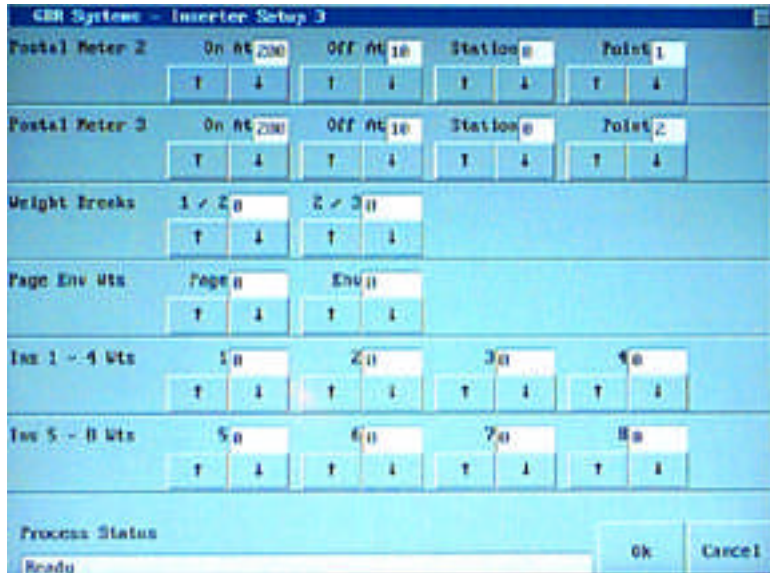 GBR Systems - Inserter Setup 3
Postal Meter 2 On At 200 Off At 10 Station 0 Point 1
↑ ↓ ↑ ↓ ↑ ↓ ↑ ↓
Postal Meter 3 On At 200 Off At 10 Station 0 Point 2
↑ ↓ ↑ ↓ ↑ ↓ ↑ ↓
Weight Breaks 1 / 2 0 2 / 3 0
↑ ↓ ↑ ↓
Page Env Wts Page 0 Env 0
↑ ↓ ↑ ↓
Ins 1 - 4 Wts 1 0 2 0 3 0 4 0
↑ ↓ ↑ ↓ ↑ ↓ ↑ ↓
Ins 5 - 8 Wts 5 0 6 0 7 0 8 0
↑ ↓ ↑ ↓ ↑ ↓ ↑ ↓
Process Status
Ready
Ok Cancel